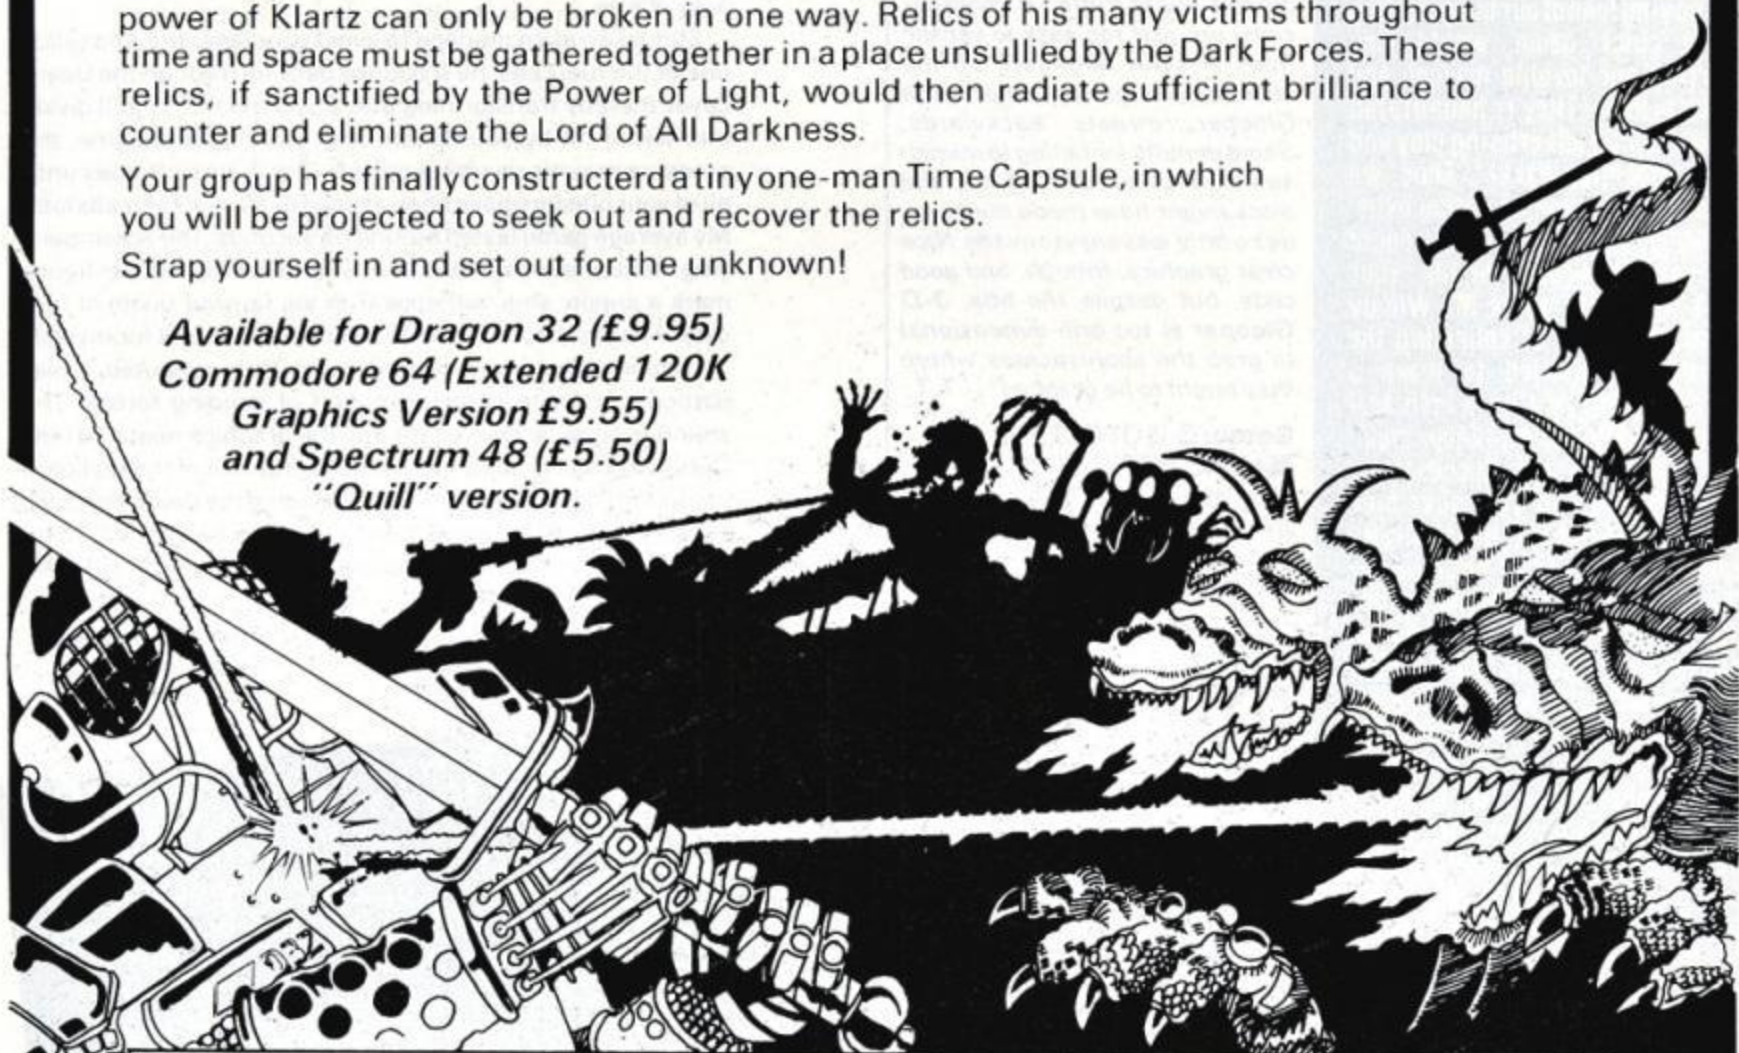 power of Klartz can only be broken in one way. Relics of his many victims throughout
time and space must be gathered together in a place unsullied by the Dark Forces. These
relics, if sanctified by the Power of Light, would then radiate sufficient brilliance to
counter and eliminate the Lord of All Darkness.
Your group has finally constructerd a tiny one-man Time Capsule, in which
you will be projected to seek out and recover the relics.
Strap yourself in and set out for the unknown!
Available for Dragon 32 (£9.95)
Commodore 64 (Extended 120K
Graphics Version £9.55)
and Spectrum 48 (£5.50)
"Quill" version.